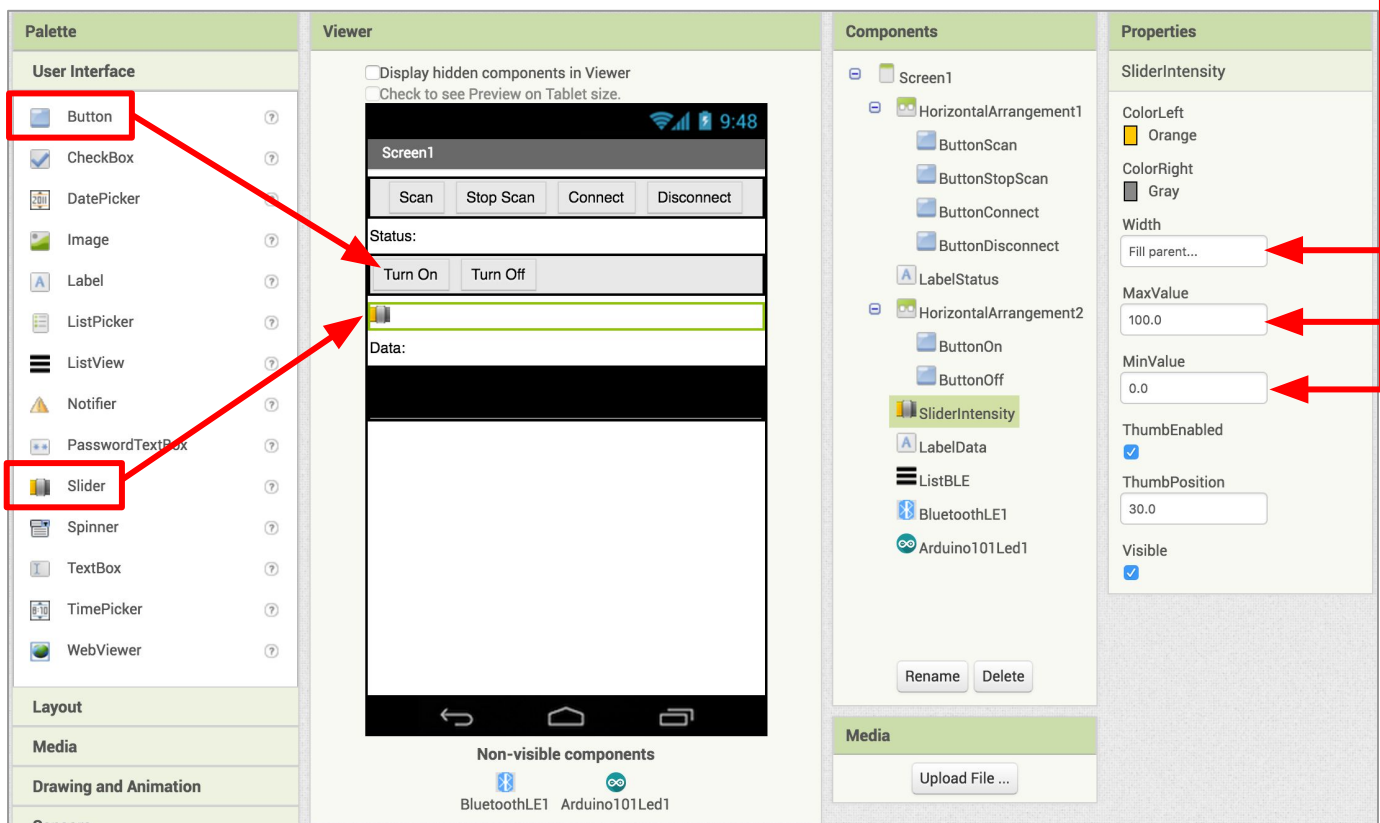 Palette
User Interface
Button
CheckBox
DatePicker
Image
Label
ListPicker
ListView
Notifier
PasswordTextBox
Slider
Spinner
TextBox
TimePicker
WebViewer
Layout
Media
Drawing and Animation
Viewer
Display hidden components in Viewer
Check to see Preview on Tablet size.
9:48
Screen1
Scan Stop Scan Connect Disconnect
Status:
Turn On Turn Off
Data:
Non-visible components
BluetoothLE1 Arduino101Led1
Components
Screen1
HorizontalArrangement1
ButtonScan
ButtonStopScan
ButtonConnect
ButtonDisconnect
LabelStatus
HorizontalArrangement2
ButtonOn
ButtonOff
SliderIntensity
LabelData
ListBLE
BluetoothLE1
Arduino101Led1
Rename Delete
Media
Upload File ...
Properties
SliderIntensity
ColorLeft
Orange
ColorRight
Gray
Width
Fill parent...
MaxValue
100.0
MinValue
0.0
ThumbEnabled
ThumbPosition
30.0
Visible